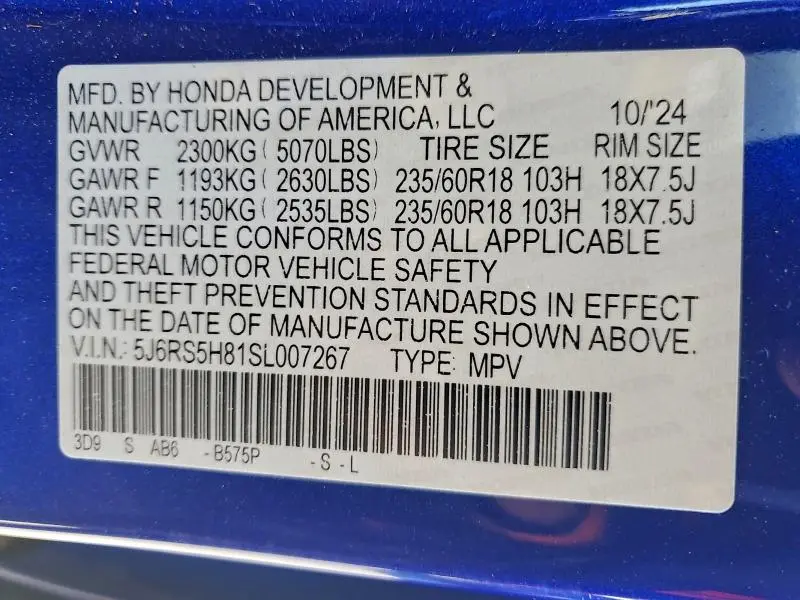 MFD. BY HONDA DEVELOPMENT &
MANUFACTURING OF AMERICA, LLC 10/'24
GVWR 2300KG( 5070LBS) TIRE SIZE RIM SIZE
GAWR F 1193KG( 2630LBS) 235/60R18 103H 18X7.5J
GAWR R 1150KG( 2535LBS) 235/60R18 103H 18X7.5J
THIS VEHICLE CONFORMS TO ALL APPLICABLE
FEDERAL MOTOR VEHICLE SAFETY
AND THEFT PREVENTION STANDARDS IN EFFECT
ON THE DATE OF MANUFACTURE SHOWN ABOVE.
V.I.N.: 5J6RS5H81SL007267 TYPE: MPV
3D9 S AB6 -B575P -S-L